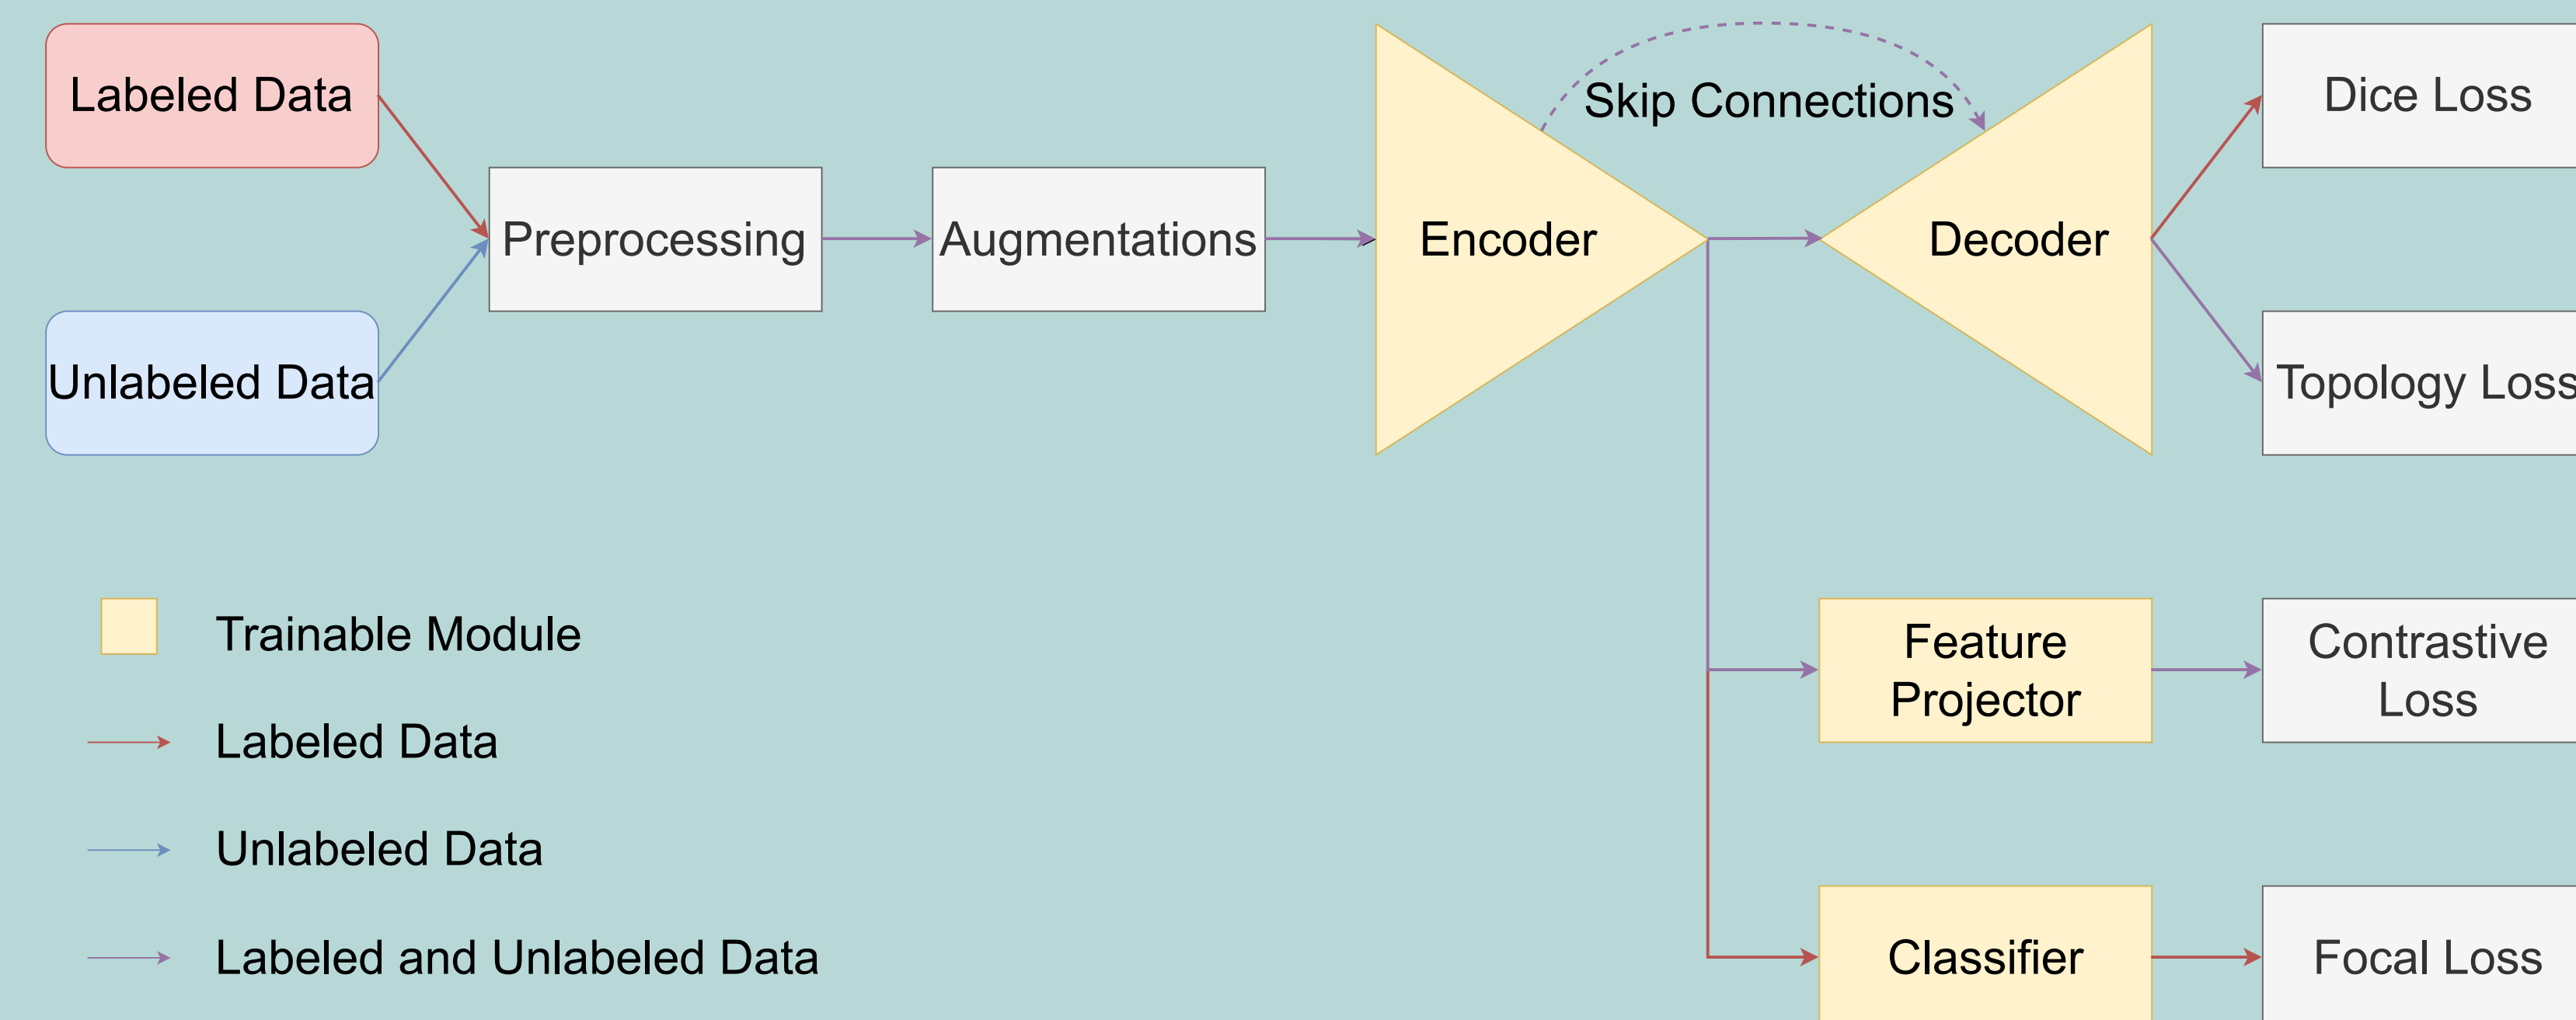 Labeled Data
Skip Connections
Dice Loss
Preprocessing
Augmentations
Encoder
Decoder
Unlabeled Data
Topology Loss
Trainable Module
Feature
Projector
Contrastive
Loss
Labeled Data
Unlabeled Data
Labeled and Unlabeled Data
Classifier
Focal Loss